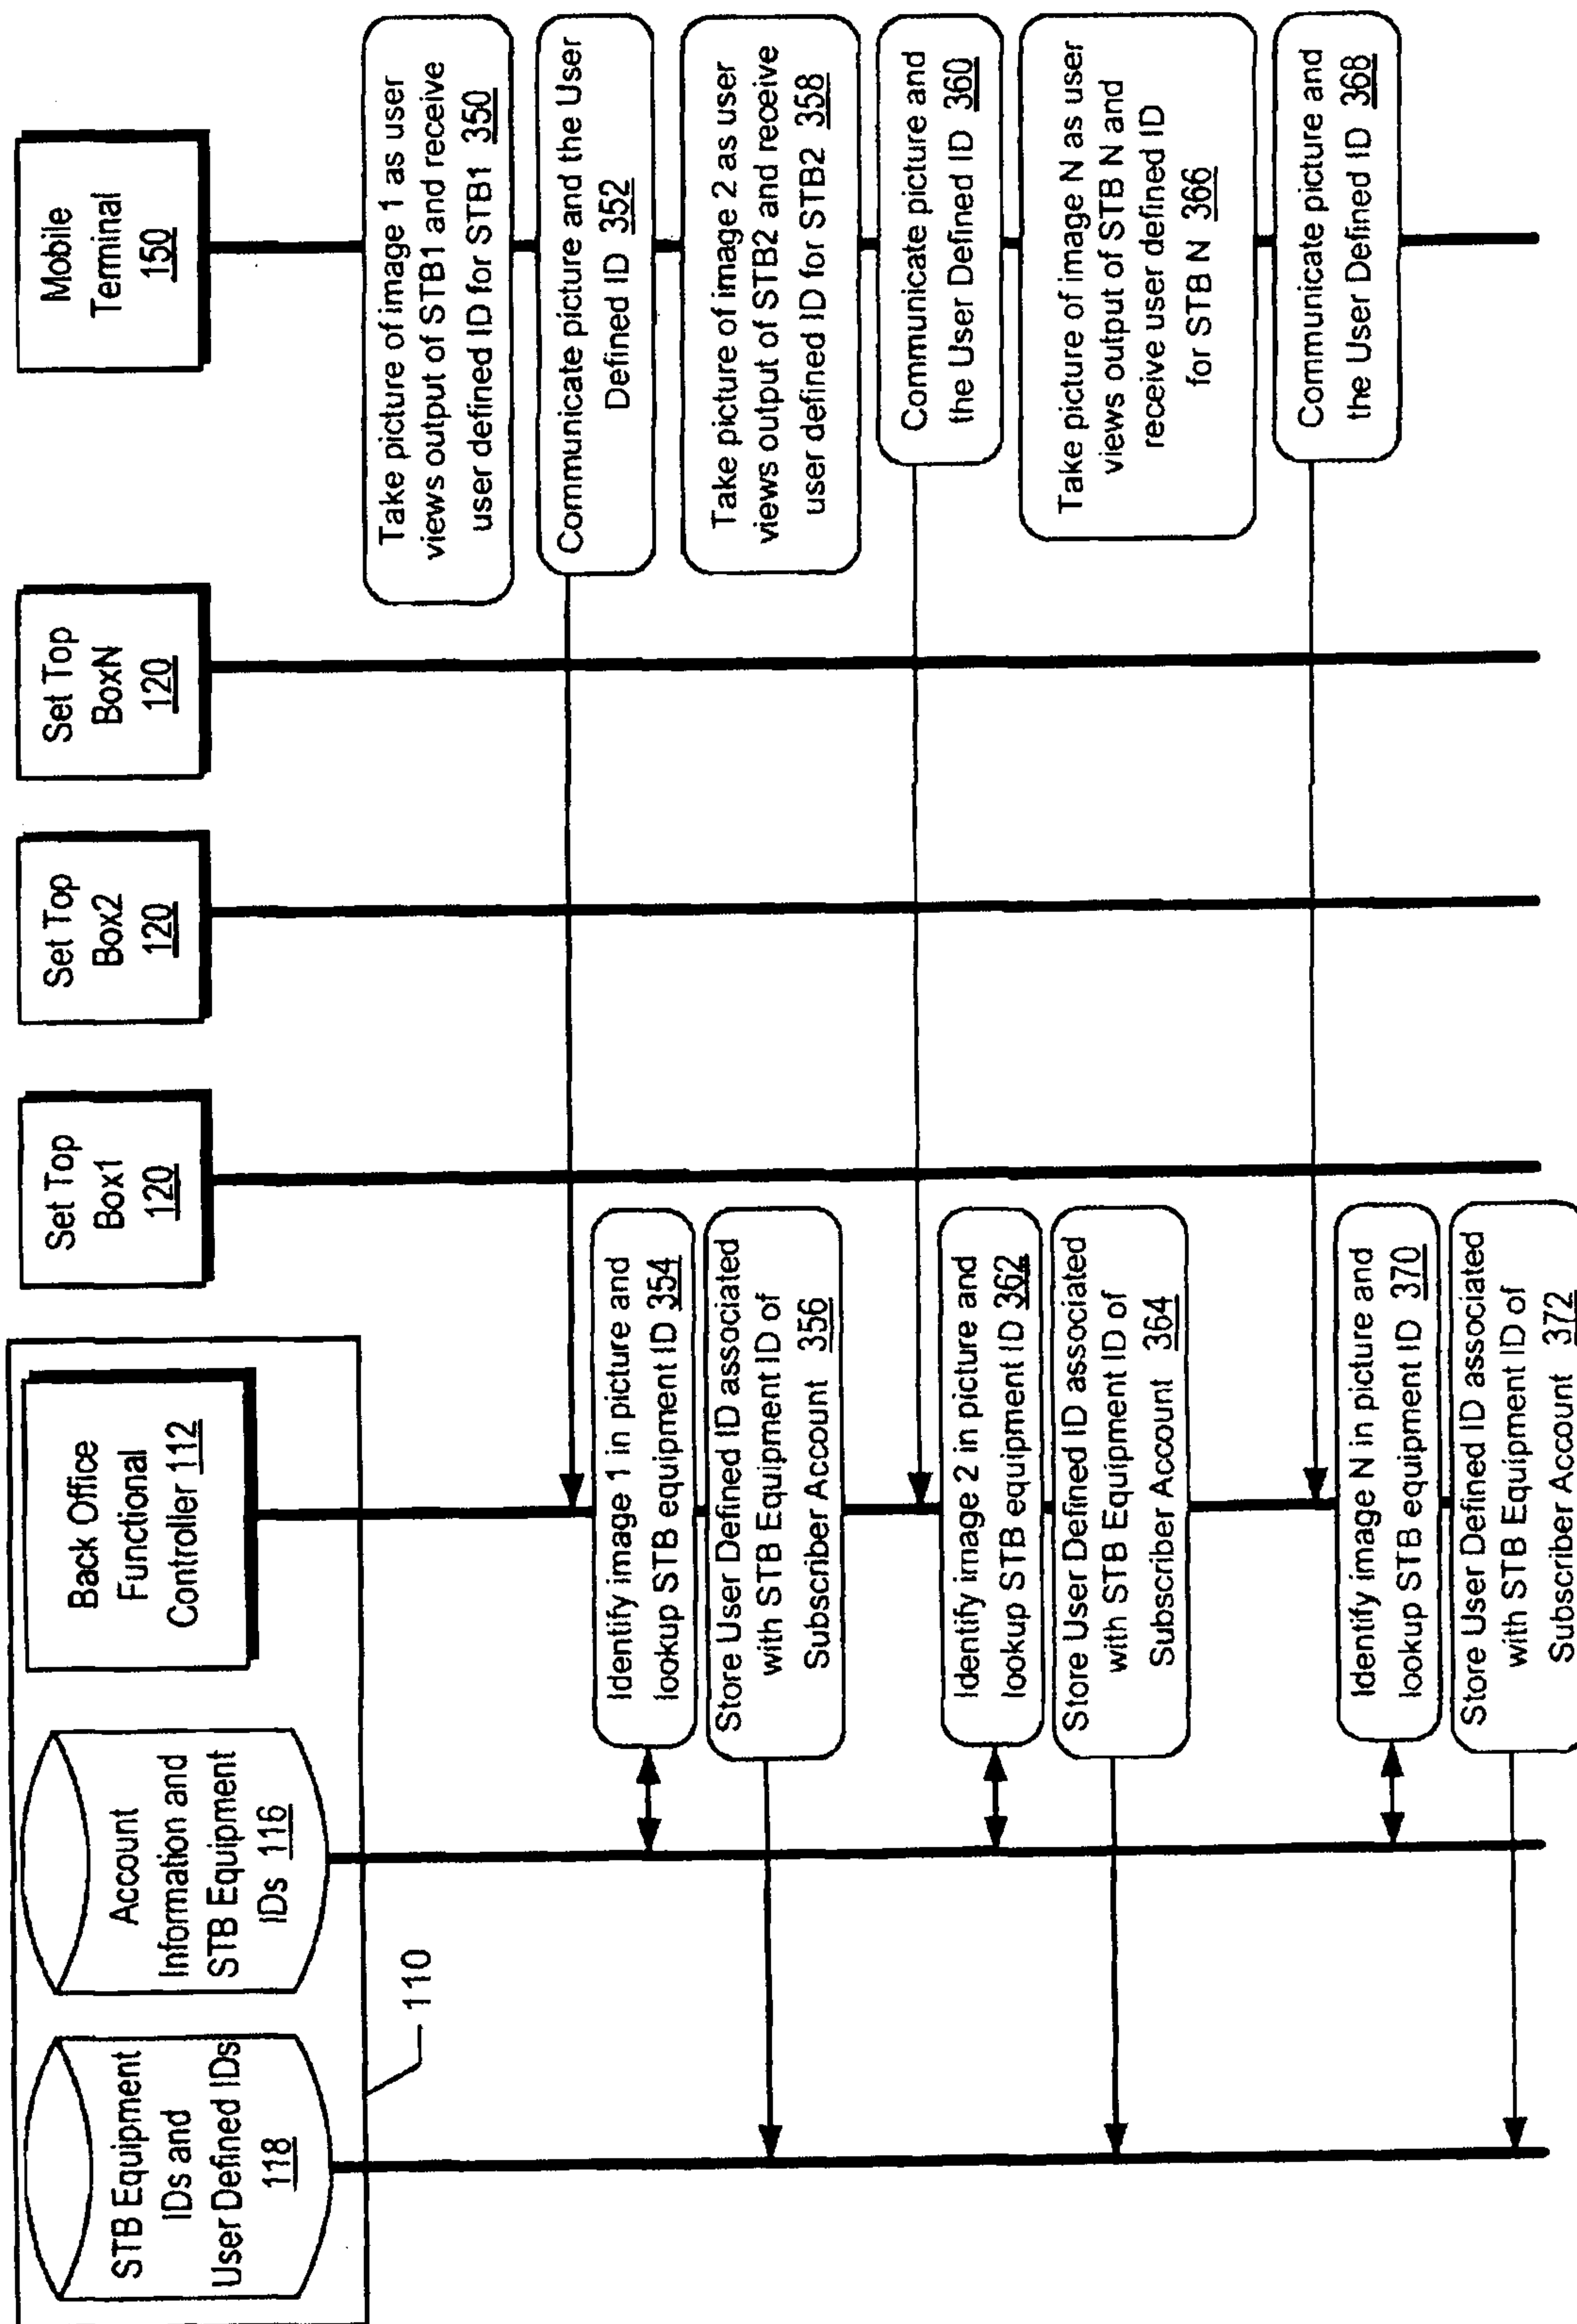 STB Equipment
IDs and
User Defined IDs
118
Account
Information and
STB Equipment
IDs 116
Back Office
Functional
Controller 112
Set Top
Box1
120
Set Top
Box2
120
Set Top
BoxN
120
Mobile
Terminal
150
110
Take picture of image 1 as user
views output of STB1 and receive
user defined ID for STB1 350
Communicate picture and the User
Defined ID 352
Identify image 1 in picture and
lookup STB equipment ID 354
Store User Defined ID associated
with STB Equipment ID of
Subscriber Account 356
Take picture of image 2 as user
views output of STB2 and receive
user defined ID for STB2 358
Communicate picture and
the User Defined ID 360
Identify image 2 in picture and
lookup STB equipment ID 362
Store User Defined ID associated
with STB Equipment ID of
Subscriber Account 364
Take picture of image N as user
views output of STB N and
receive user defined ID
for STB N 366
Communicate picture and
the User Defined ID 368
Identify image N in picture and
lookup STB equipment ID 370
Store User Defined ID associated
with STB Equipment ID of
Subscriber Account 372